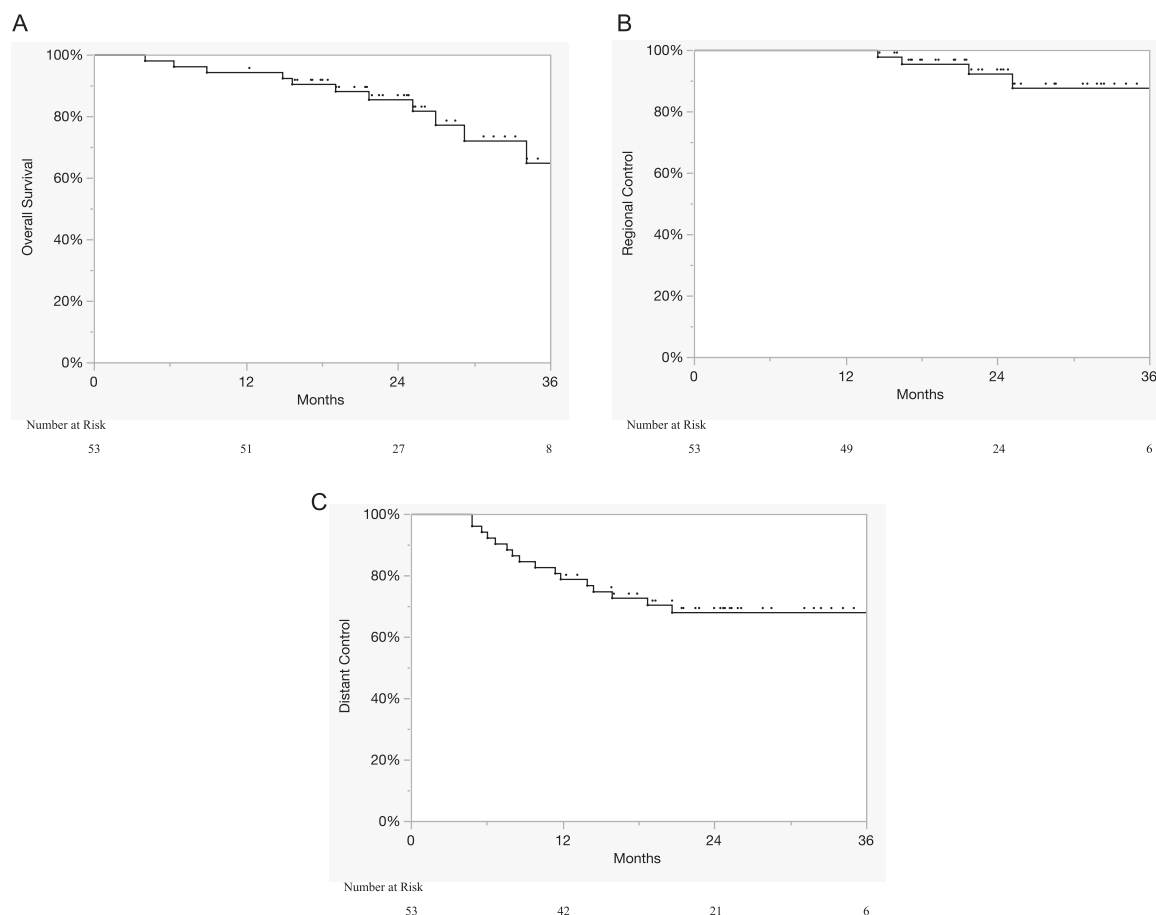 A
100%
80%
60%
40%
20%
0%
Overall Survival
0 12 24 36
Months
Number at Risk
53 51 27 8
B
100%
80%
60%
40%
20%
0%
Regional Control
0 12 24 36
Months
Number at Risk
53 49 24 6
C
100%
80%
60%
40%
20%
0%
Distant Control
0 12 24 36
Months
Number at Risk
53 42 21 6